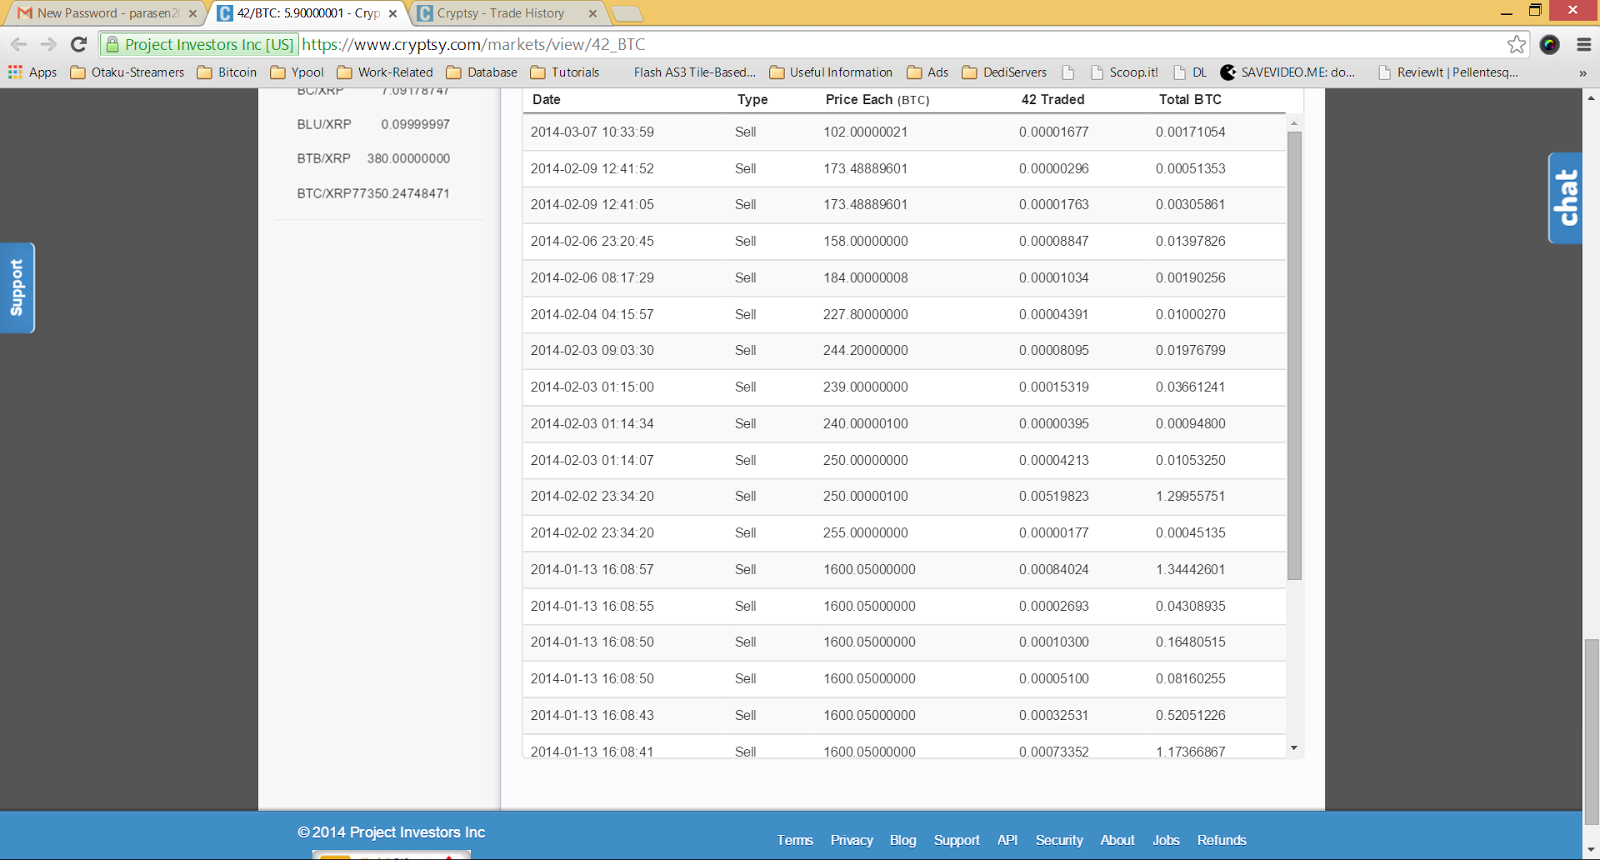 New Password - parasen2
42/BTC: 5.90000001 - Cryp
Cryptsy - Trade History
Project Investors Inc [US] https://www.cryptsy.com/markets/view/42_BTC
Apps Otaku-Streamers Bitcoin Ypool Work-Related Database Tutorials Flash AS3 Tile-Based... Useful Information Ads DediServers Scoop.it! DL SAVEVIDEO.ME: do... ReviewIt | Pellentesq... »
BC/XRP 7.09178747
BLU/XRP 0.09999997
BTB/XRP 380.00000000
BTC/XRP77350.24748471
Support
chat
Date Type Price Each (BTC) 42 Traded Total BTC
2014-03-07 10:33:59 Sell 102.00000021 0.00001677 0.00171054
2014-02-09 12:41:52 Sell 173.48889601 0.00000296 0.00051353
2014-02-09 12:41:05 Sell 173.48889601 0.00001763 0.00305861
2014-02-06 23:20:45 Sell 158.00000000 0.00008847 0.01397826
2014-02-06 08:17:29 Sell 184.00000008 0.00001034 0.00190256
2014-02-04 04:15:57 Sell 227.80000000 0.00004391 0.01000270
2014-02-03 09:03:30 Sell 244.20000000 0.00008095 0.01976799
2014-02-03 01:15:00 Sell 239.00000000 0.00015319 0.03661241
2014-02-03 01:14:34 Sell 240.00000100 0.00000395 0.00094800
2014-02-03 01:14:07 Sell 250.00000000 0.00004213 0.01053250
2014-02-02 23:34:20 Sell 250.00000100 0.00519823 1.29955751
2014-02-02 23:34:20 Sell 255.00000000 0.00000177 0.00045135
2014-01-13 16:08:57 Sell 1600.05000000 0.00084024 1.34442601
2014-01-13 16:08:55 Sell 1600.05000000 0.00002693 0.04308935
2014-01-13 16:08:50 Sell 1600.05000000 0.00010300 0.16480515
2014-01-13 16:08:50 Sell 1600.05000000 0.00005100 0.08160255
2014-01-13 16:08:43 Sell 1600.05000000 0.00032531 0.52051226
2014-01-13 16:08:41 Sell 1600.05000000 0.00073352 1.17366867
© 2014 Project Investors Inc
Terms Privacy Blog Support API Security About Jobs Refunds